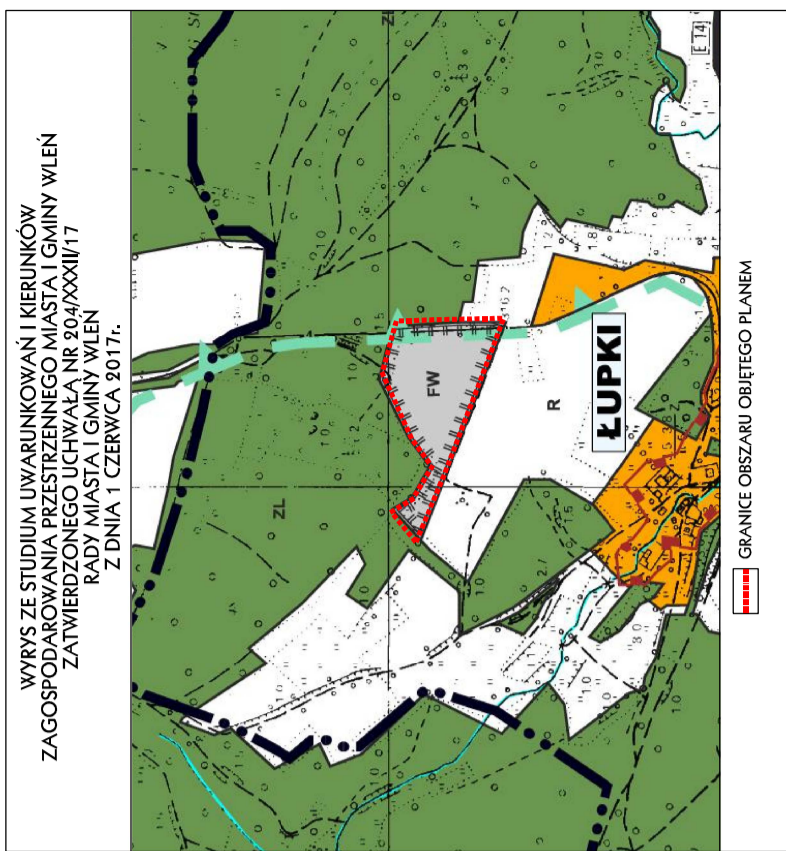 WYRYS ZE STUDIUM UWARUNKOWAŃ I KIERUNKÓW
ZAGOSPODAROWANIA PRZESTRZENNEGO MIASTA I GMINY WLEŃ
ZATWIERDZONEGO UCHWAŁĄ NR 204/XXXII/17
RADY MIASTA I GMINY WLEŃ
Z DNIA 1 CZERWCA 2017r.
ZL
FW
R
ŁUPKI
E 14
GRANICE OBSZARU OBJĘTEGO PLANEM